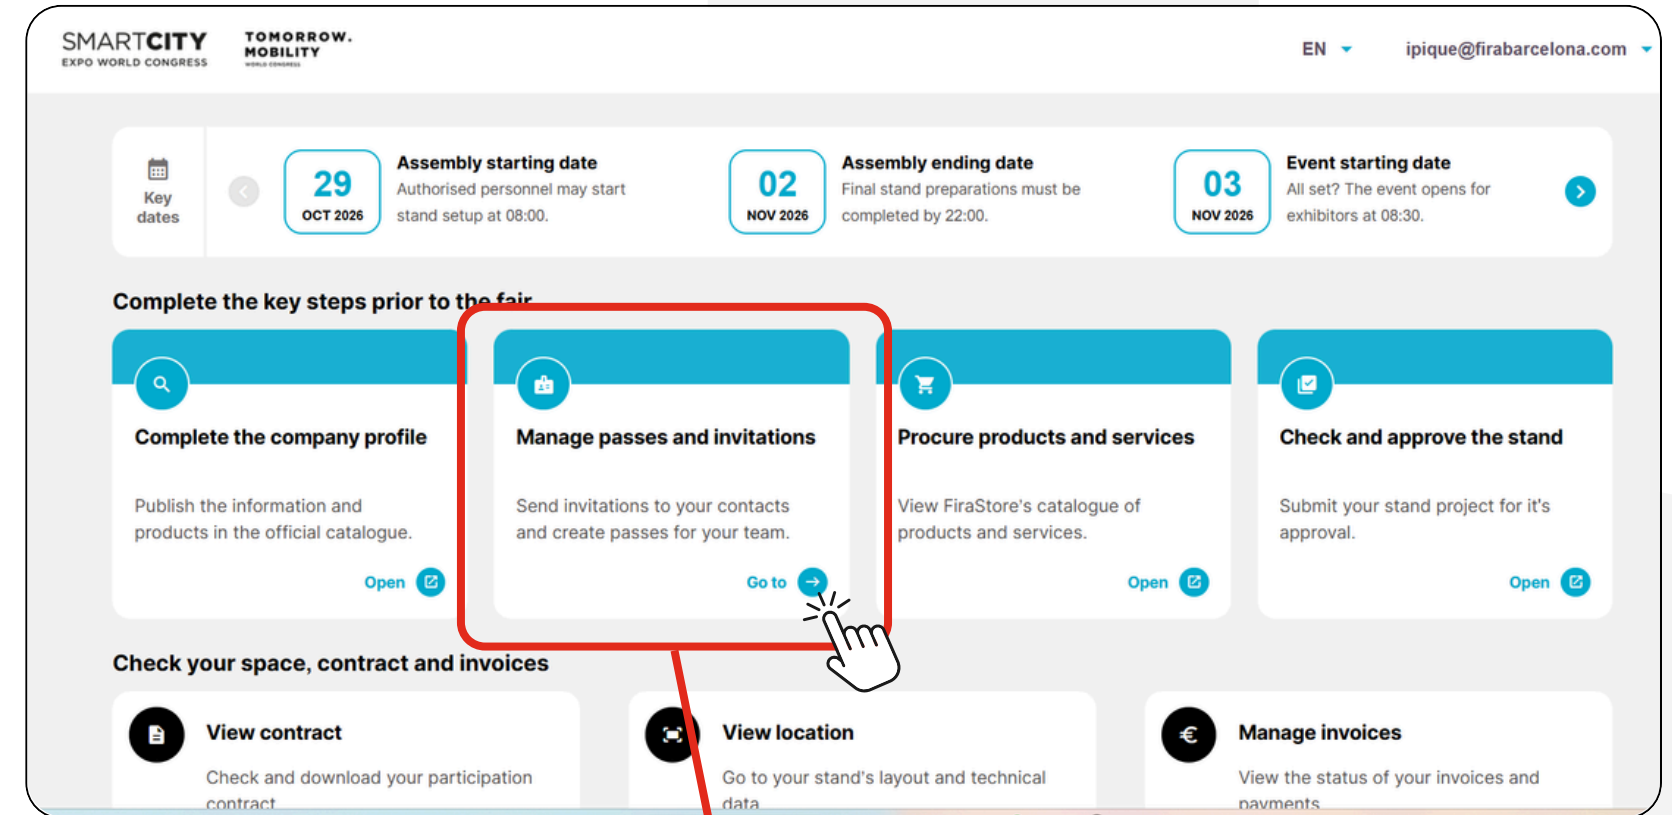 SMARTCITY
EXPO WORLD CONGRESS
TOMORROW.
MOBILITY
WORLD CONGRESS
EN
ipique@firabarcelona.com
Key
dates
29
OCT 2026
Assembly starting date
Authorised personnel may start
stand setup at 08:00.
02
NOV 2026
Assembly ending date
Final stand preparations must be
completed by 22:00.
03
NOV 2026
Event starting date
All set? The event opens for
exhibitors at 08:30.
Complete the key steps prior to the fair
Complete the company profile
Publish the information and
products in the official catalogue.
Open
Manage passes and invitations
Send invitations to your contacts
and create passes for your team.
Go to
Procure products and services
View FiraStore's catalogue of
products and services.
Open
Check and approve the stand
Submit your stand project for it's
approval.
Open
Check your space, contract and invoices
View contract
Check and download your participation
contract
View location
Go to your stand's layout and technical
data
Manage invoices
View the status of your invoices and
payments